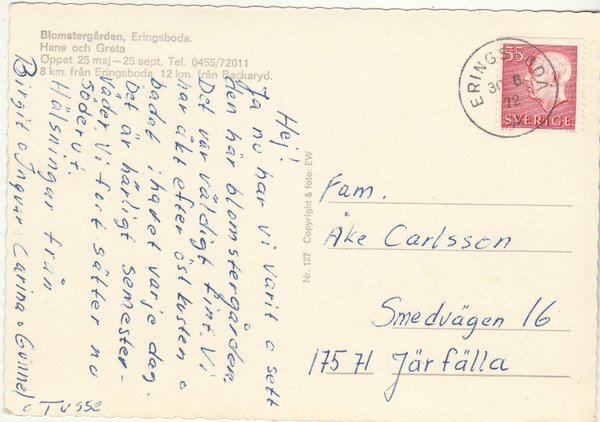 Blomstergården, Eringsboda.
Hans och Greta
Öppet 25 maj—25 sept. Tel. 0455/72011
8 km. från Eringsboda, 12 km. från Backaryd.
Hej!
Ja nu har vi varit o sett
den här blomstergården
Det var väldigt fint. Vi
har åkt efter östkusten o
badat i havet varje dag.
Det är härligt semester-
väder. Vi fortsätter nu
söderut.
Hälsningar från
Birgit o Ingvar Carina o Gunnel
o Tusse
Nr. 127 Copyright & foto: EW
ERINGSBODA
30 6
72
55
SVERIGE
Fam.
Åke Carlsson
Smedvägen 16
175 71 Järfälla